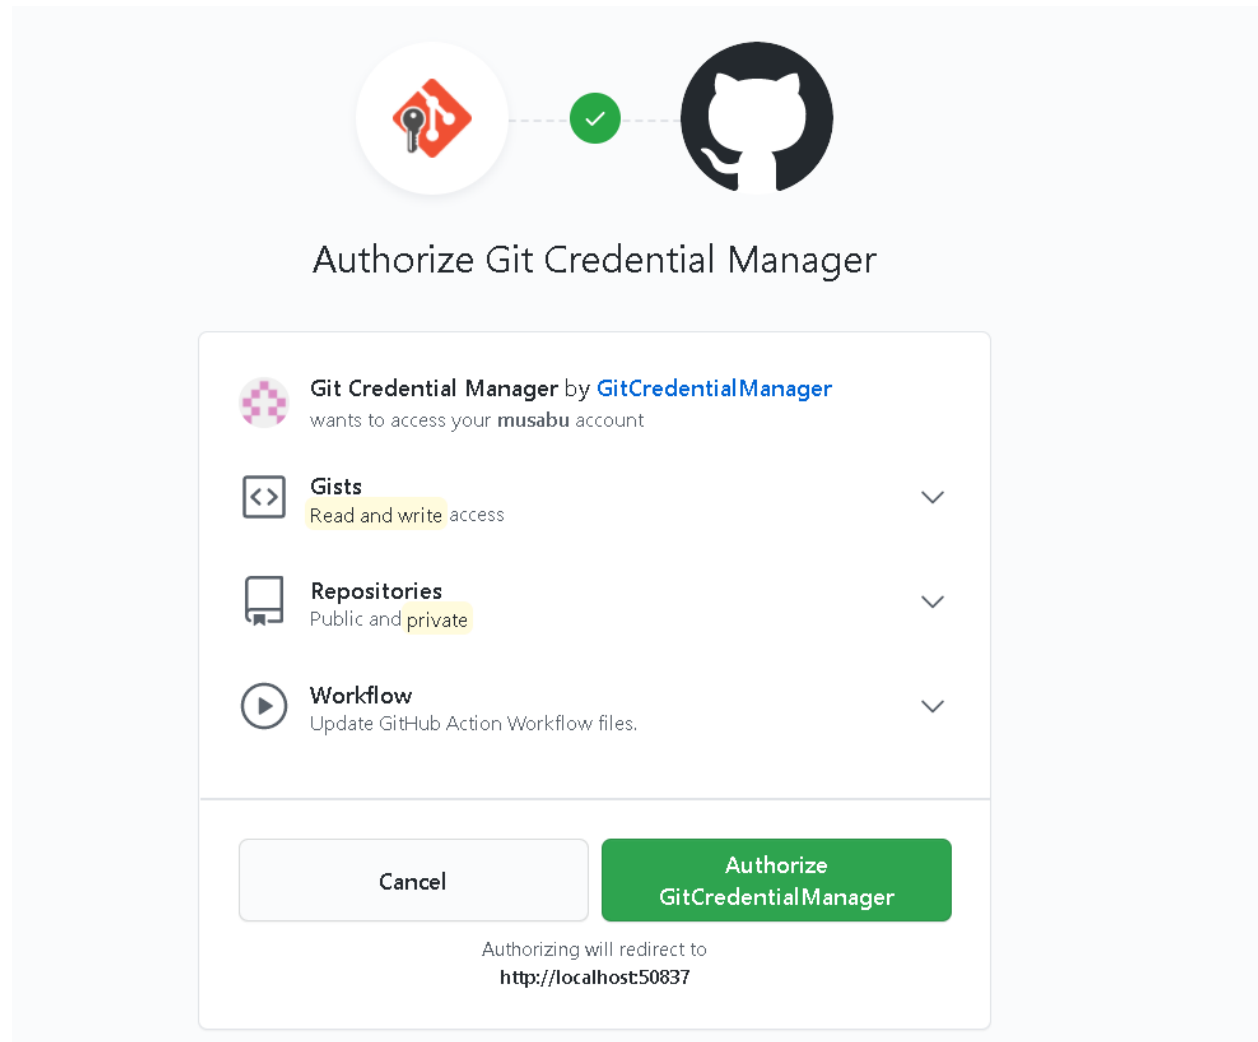 Authorize Git Credential Manager
Git Credential Manager by GitCredentialManager
wants to access your musabu account
Gists
Read and write access
Repositories
Public and private
Workflow
Update GitHub Action Workflow files.
Cancel
Authorize
GitCredentialManager
Authorizing will redirect to
http://localhost:50837